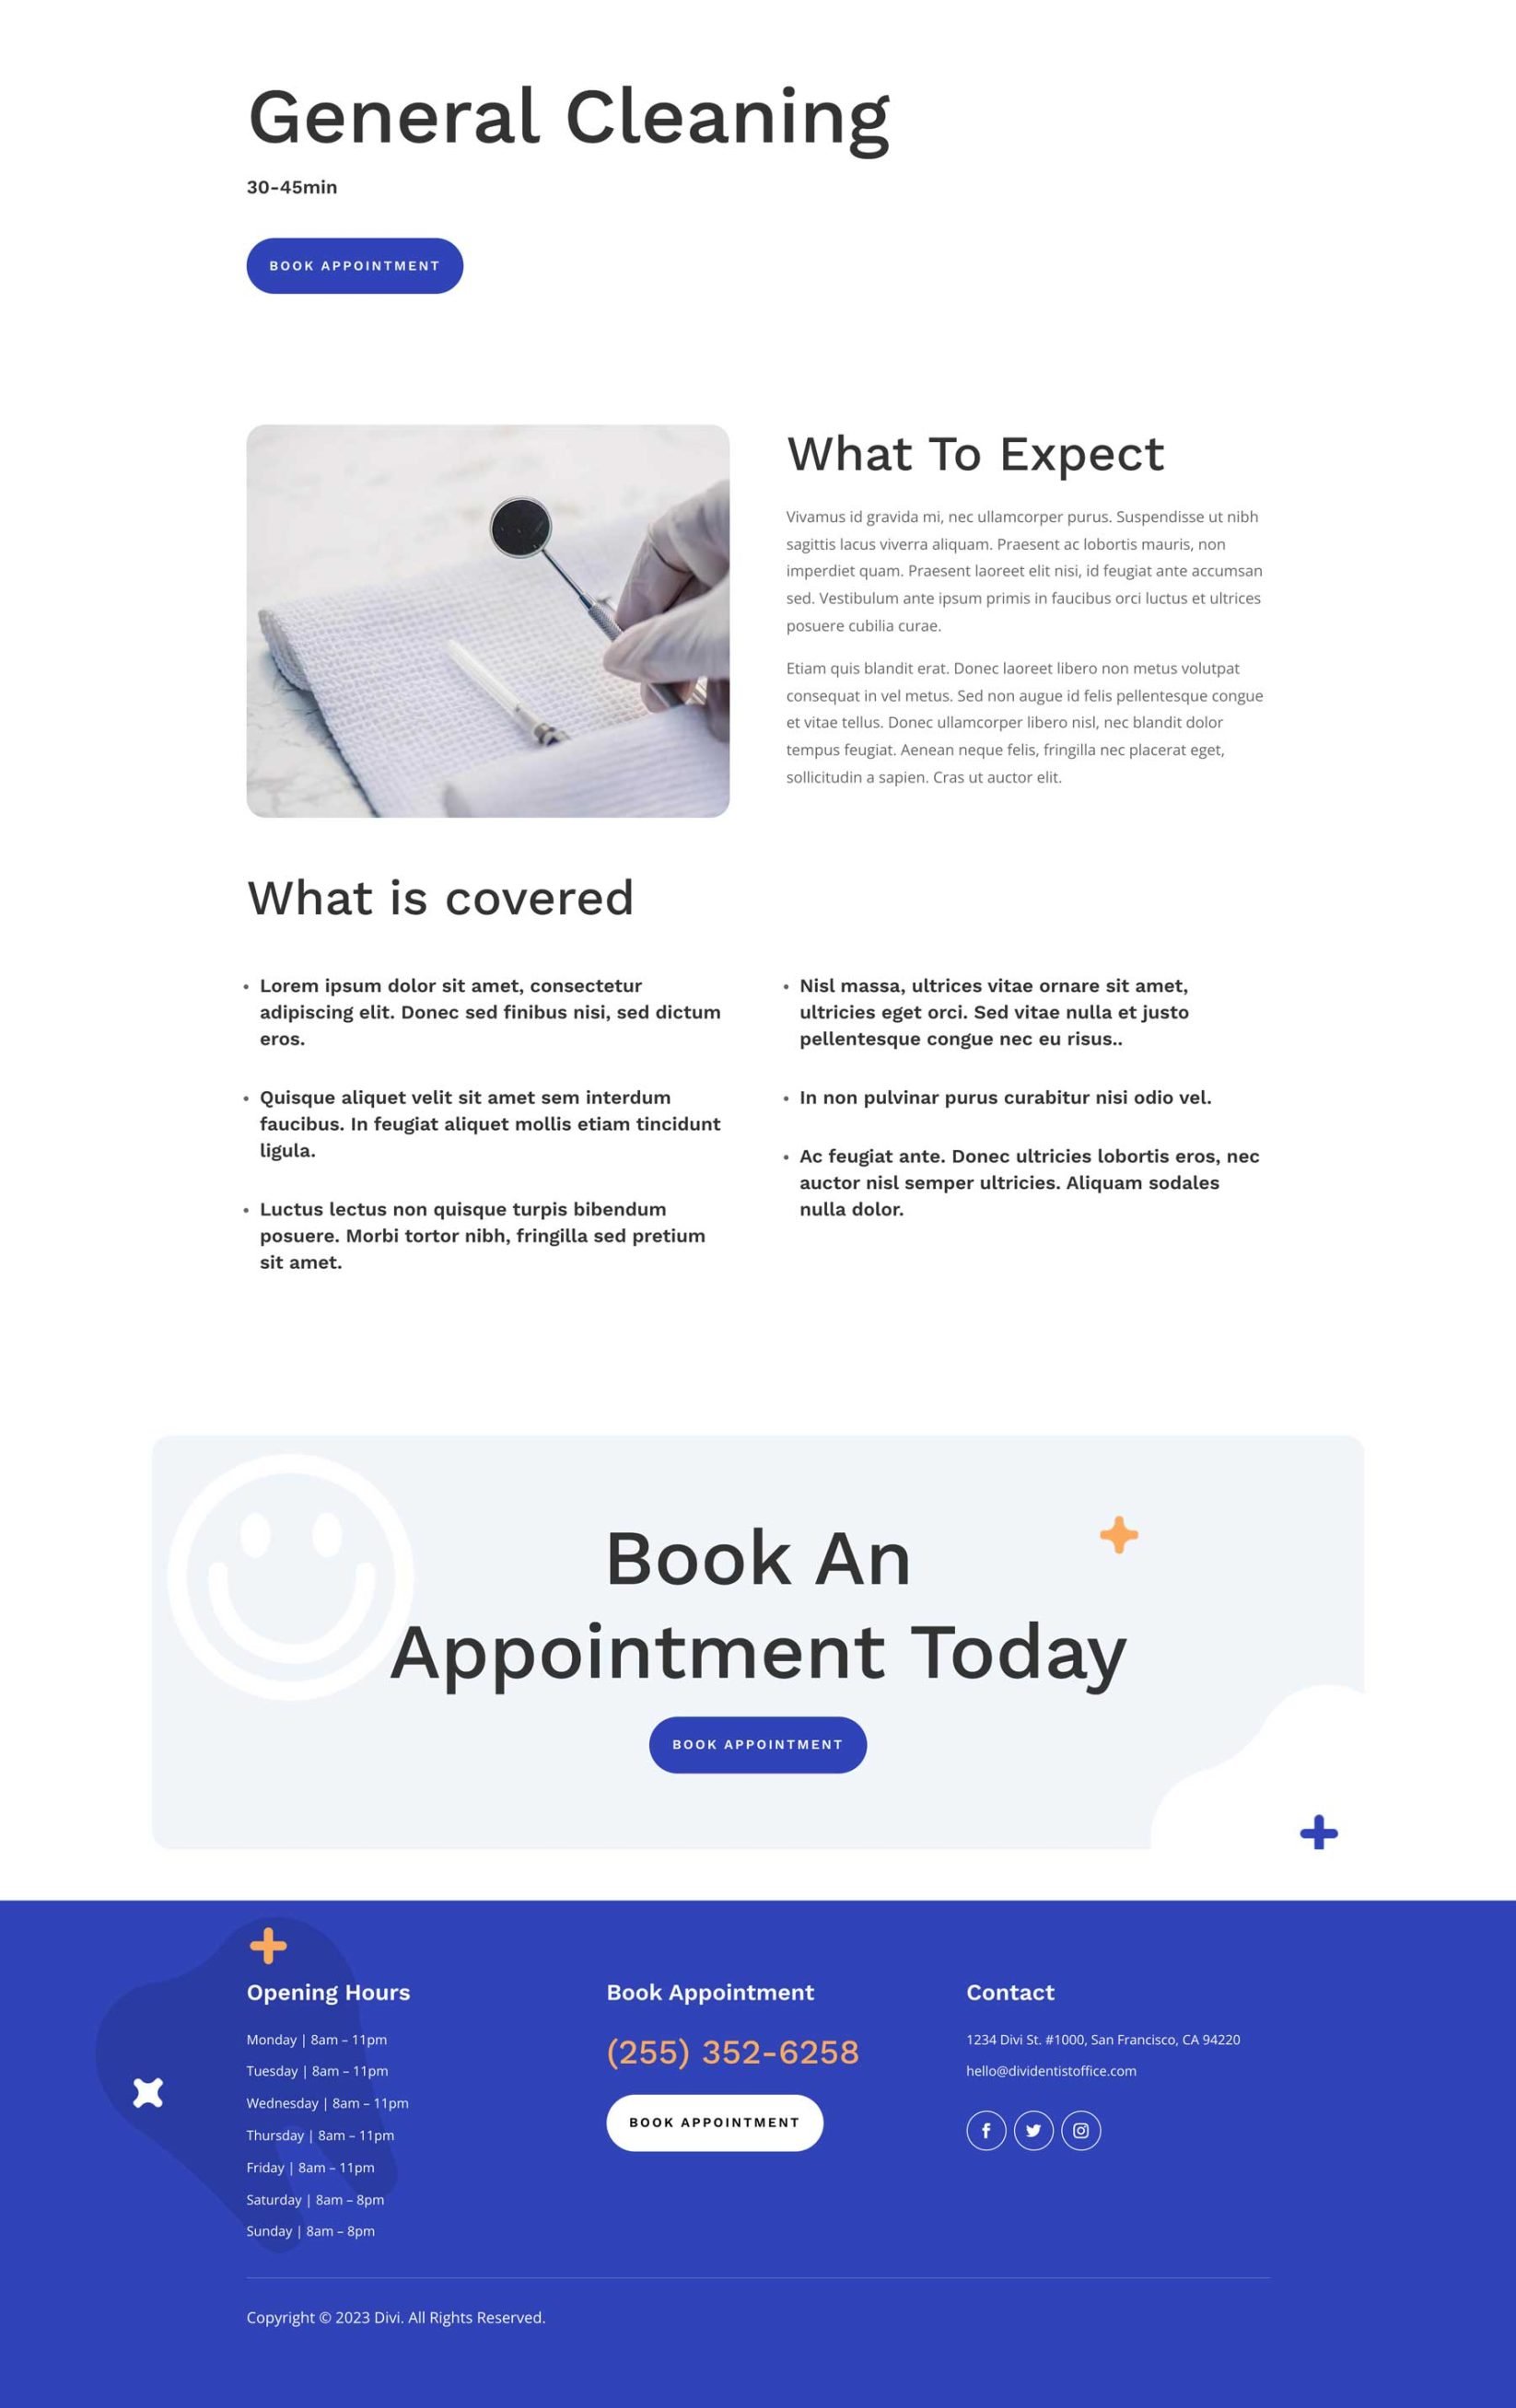 General Cleaning
30-45min
BOOK APPOINTMENT
What To Expect
Vivamus id gravida mi, nec ullamcorper purus. Suspendisse ut nibh
sagittis lacus viverra aliquam. Praesent ac lobortis mauris, non
imperdiet quam. Praesent laoreet elit nisi, id feugiat ante accumsan
sed. Vestibulum ante ipsum primis in faucibus orci luctus et ultrices
posuere cubilia curae.
Etiam quis blandit erat. Donec laoreet libero non metus volutpat
consequat in vel metus. Sed non augue id felis pellentesque congue
et vitae tellus. Donec ullamcorper libero nisl, nec blandit dolor
tempus feugiat. Aenean neque felis, fringilla nec placerat eget,
sollicitudin a sapien. Cras ut auctor elit.
What is covered
• Lorem ipsum dolor sit amet, consectetur
adipiscing elit. Donec sed finibus nisi, sed dictum
eros.
• Quisque aliquet velit sit amet sem interdum
faucibus. In feugiat aliquet mollis etiam tincidunt
ligula.
• Luctus lectus non quisque turpis bibendum
posuere. Morbi tortor nibh, fringilla sed pretium
sit amet.
• Nisl massa, ultrices vitae ornare sit amet,
ultricies eget orci. Sed vitae nulla et justo
pellentesque congue nec eu risus..
• In non pulvinar purus curabitur nisi odio vel.
• Ac feugiat ante. Donec ultricies lobortis eros, nec
auctor nisl semper ultricies. Aliquam sodales
nulla dolor.
Book An
Appointment Today
BOOK APPOINTMENT
Opening Hours
Monday | 8am – 11pm
Tuesday | 8am – 11pm
Wednesday | 8am – 11pm
Thursday | 8am – 11pm
Friday | 8am – 11pm
Saturday | 8am – 8pm
Sunday | 8am – 8pm
Book Appointment
(255) 352-6258
BOOK APPOINTMENT
Contact
1234 Divi St. #1000, San Francisco, CA 94220
hello@dividentistoffice.com
Copyright © 2023 Divi. All Rights Reserved.